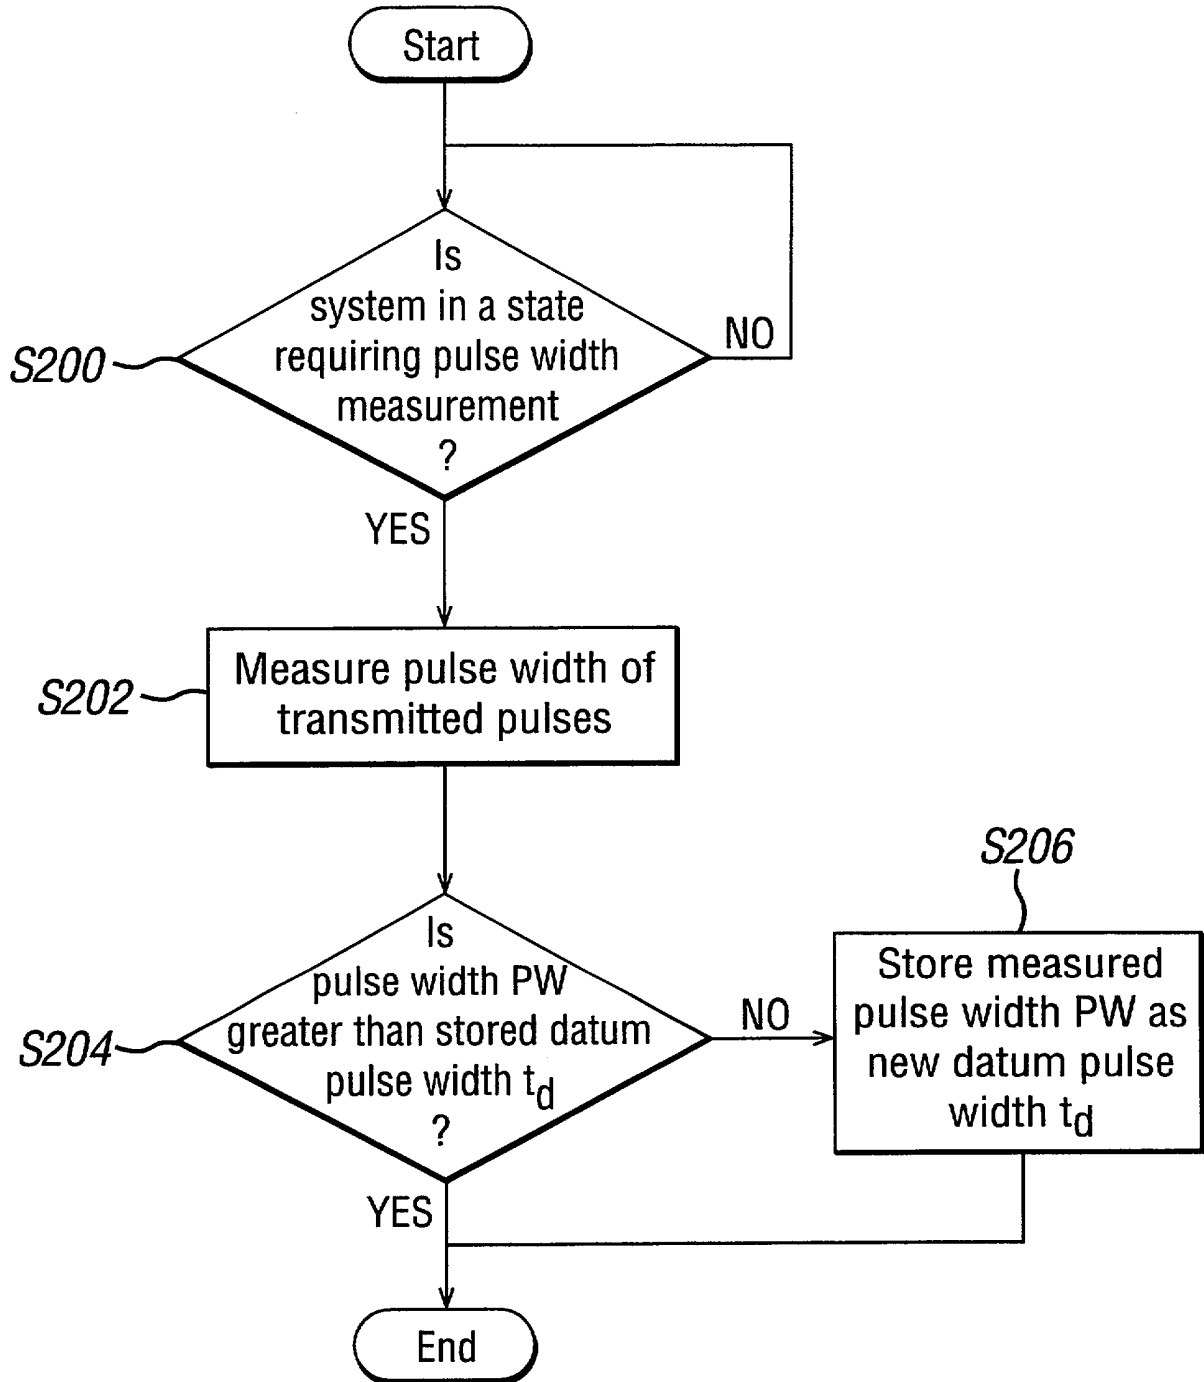 Start
Is
system in a state
requiring pulse width
measurement
?
NO
S200
YES
Measure pulse width of
transmitted pulses
S202
S206
Is
pulse width PW
greater than stored datum
pulse width td
?
NO
S204
Store measured
pulse width PW as
new datum pulse
width td
YES
End